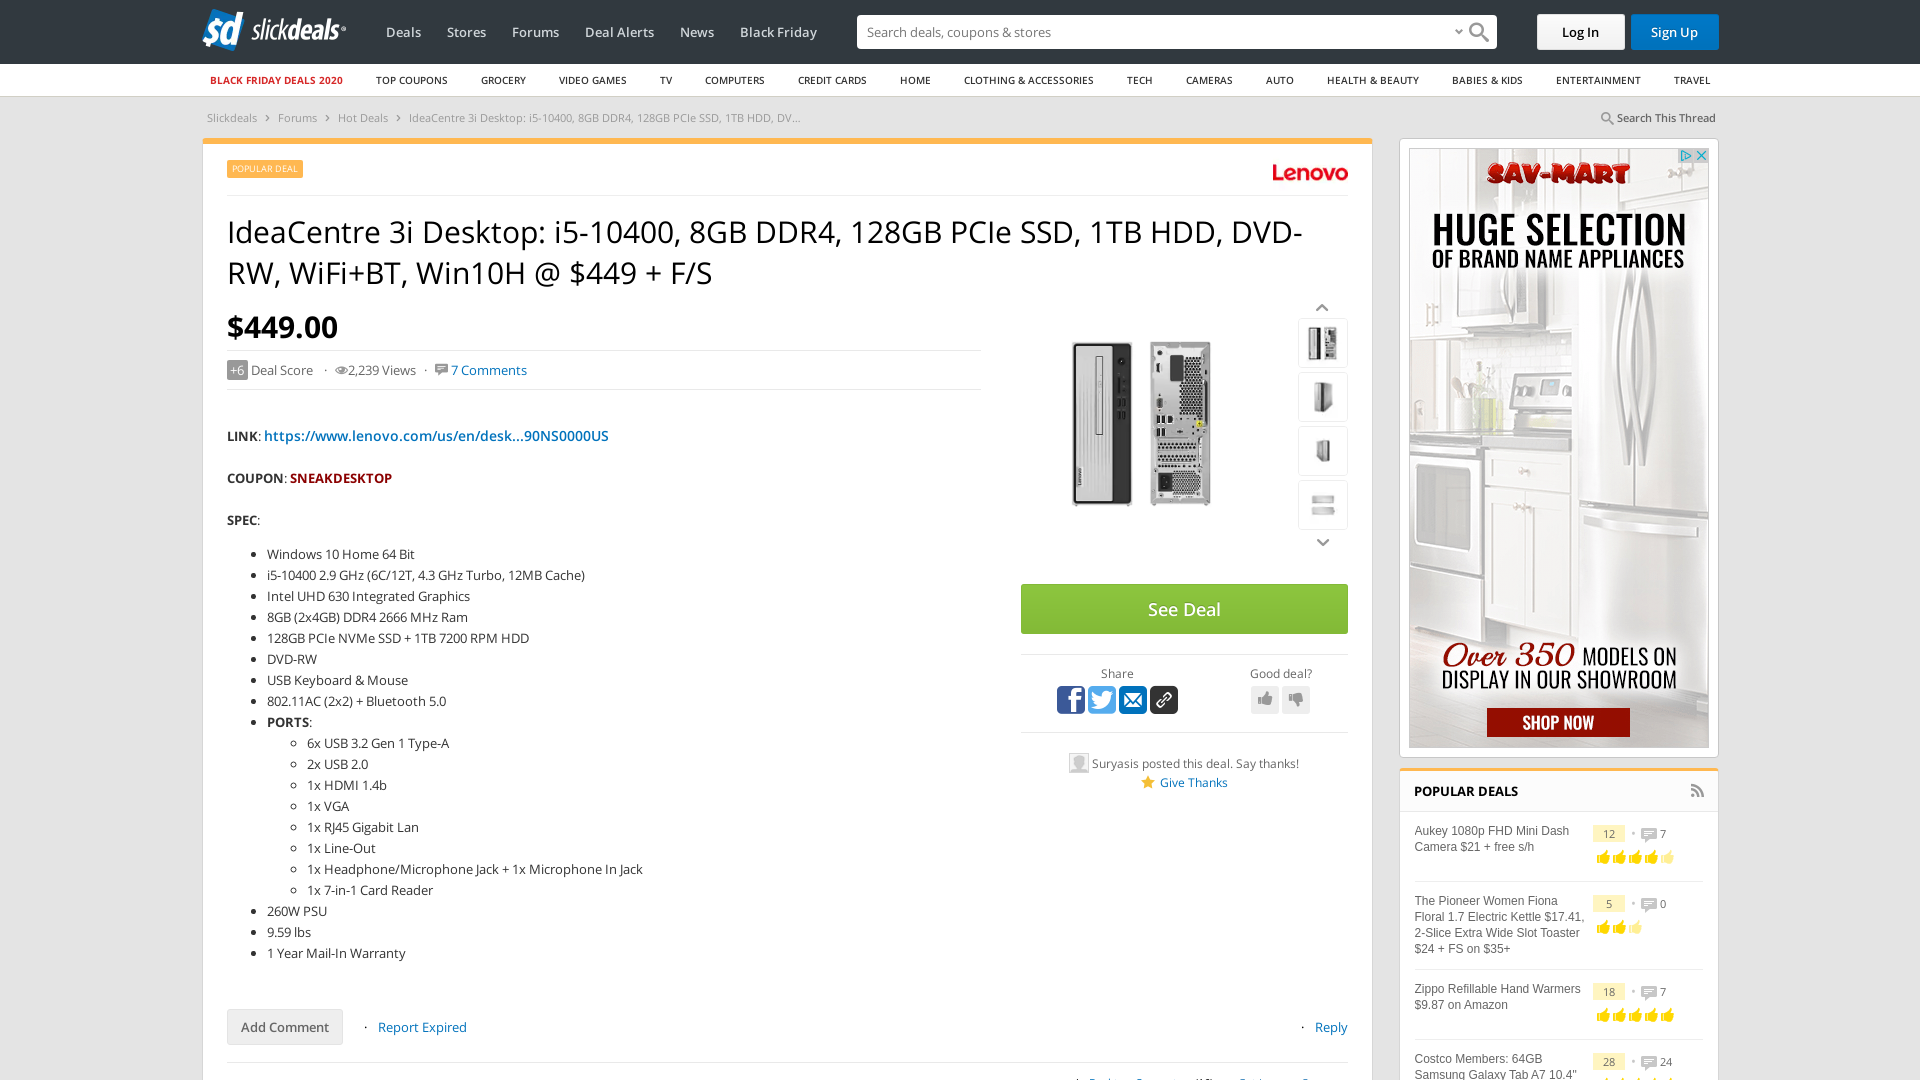 slickdeals
Deals
Stores
Forums
Deal Alerts
News
Black Friday
Search deals, coupons & stores
Log In
Sign Up
BLACK FRIDAY DEALS 2020
TOP COUPONS
GROCERY
VIDEO GAMES
TV
COMPUTERS
CREDIT CARDS
HOME
CLOTHING & ACCESSORIES
TECH
CAMERAS
AUTO
HEALTH & BEAUTY
BABIES & KIDS
ENTERTAINMENT
TRAVEL
Slickdeals > Forums > Hot Deals > IdeaCentre 3i Desktop: i5-10400, 8GB DDR4, 128GB PCIe SSD, 1TB HDD, DV...
Search This Thread
POPULAR DEAL
Lenovo
IdeaCentre 3i Desktop: i5-10400, 8GB DDR4, 128GB PCIe SSD, 1TB HDD, DVD-
RW, WiFi+BT, Win10H @ $449 + F/S
$449.00
+6 Deal Score · 2,239 Views · 7 Comments
LINK: https://www.lenovo.com/us/en/desk...90NS0000US
COUPON: SNEAKDESKTOP
SPEC:
Windows 10 Home 64 Bit
i5-10400 2.9 GHz (6C/12T, 4.3 GHz Turbo, 12MB Cache)
Intel UHD 630 Integrated Graphics
8GB (2x4GB) DDR4 2666 MHz Ram
128GB PCIe NVMe SSD + 1TB 7200 RPM HDD
DVD-RW
USB Keyboard & Mouse
802.11AC (2x2) + Bluetooth 5.0
PORTS:
6x USB 3.2 Gen 1 Type-A
2x USB 2.0
1x HDMI 1.4b
1x VGA
1x RJ45 Gigabit Lan
1x Line-Out
1x Headphone/Microphone Jack + 1x Microphone In Jack
1x 7-in-1 Card Reader
260W PSU
9.59 lbs
1 Year Mail-In Warranty
See Deal
Share
Good deal?
Suryasis posted this deal. Say thanks!
Give Thanks
Add Comment
· Report Expired
· Reply
SAV-MART
HUGE SELECTION
OF BRAND NAME APPLIANCES
Over 350 MODELS ON
DISPLAY IN OUR SHOWROOM
SHOP NOW
POPULAR DEALS
Aukey 1080p FHD Mini Dash
Camera $21 + free s/h
12 · 7
The Pioneer Women Fiona
Floral 1.7 Electric Kettle $17.41,
2-Slice Extra Wide Slot Toaster
$24 + FS on $35+
5 · 0
Zippo Refillable Hand Warmers
$9.87 on Amazon
18 · 7
Costco Members: 64GB
Samsung Galaxy Tab A7 10.4"
28 · 24